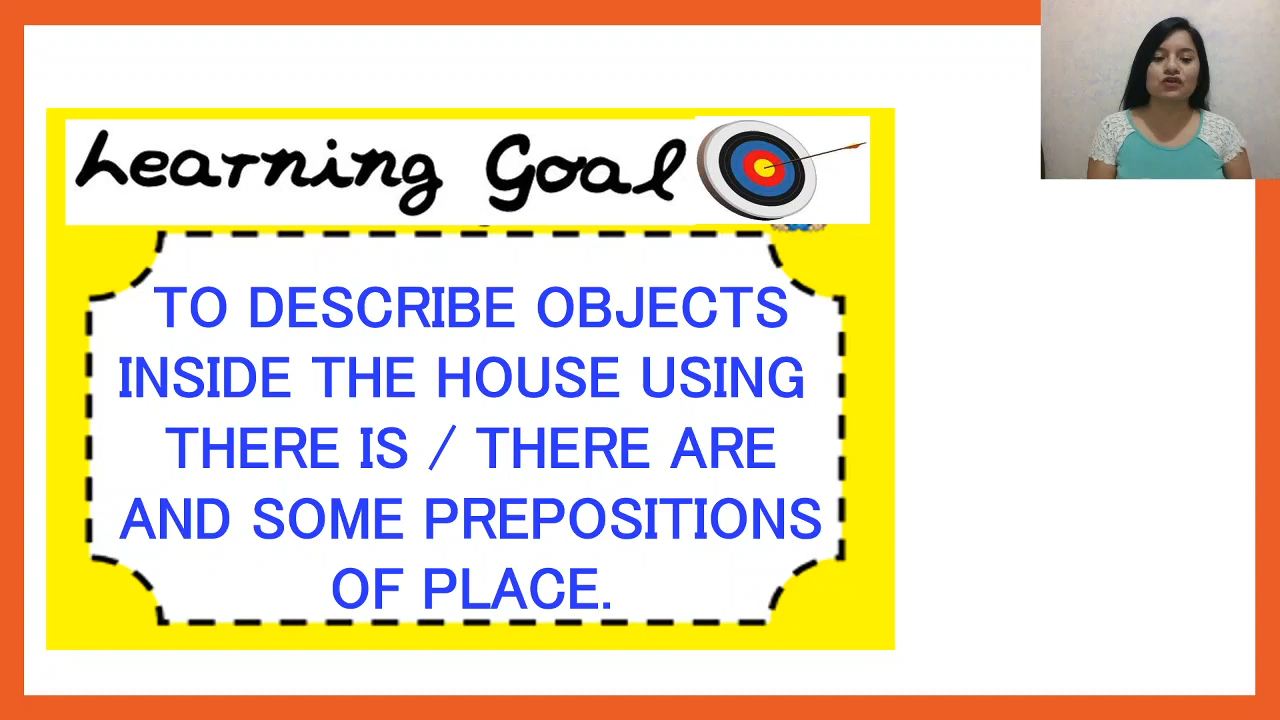 Learning Goal
TO DESCRIBE OBJECTS
INSIDE THE HOUSE USING
THERE IS / THERE ARE
AND SOME PREPOSITIONS
OF PLACE.